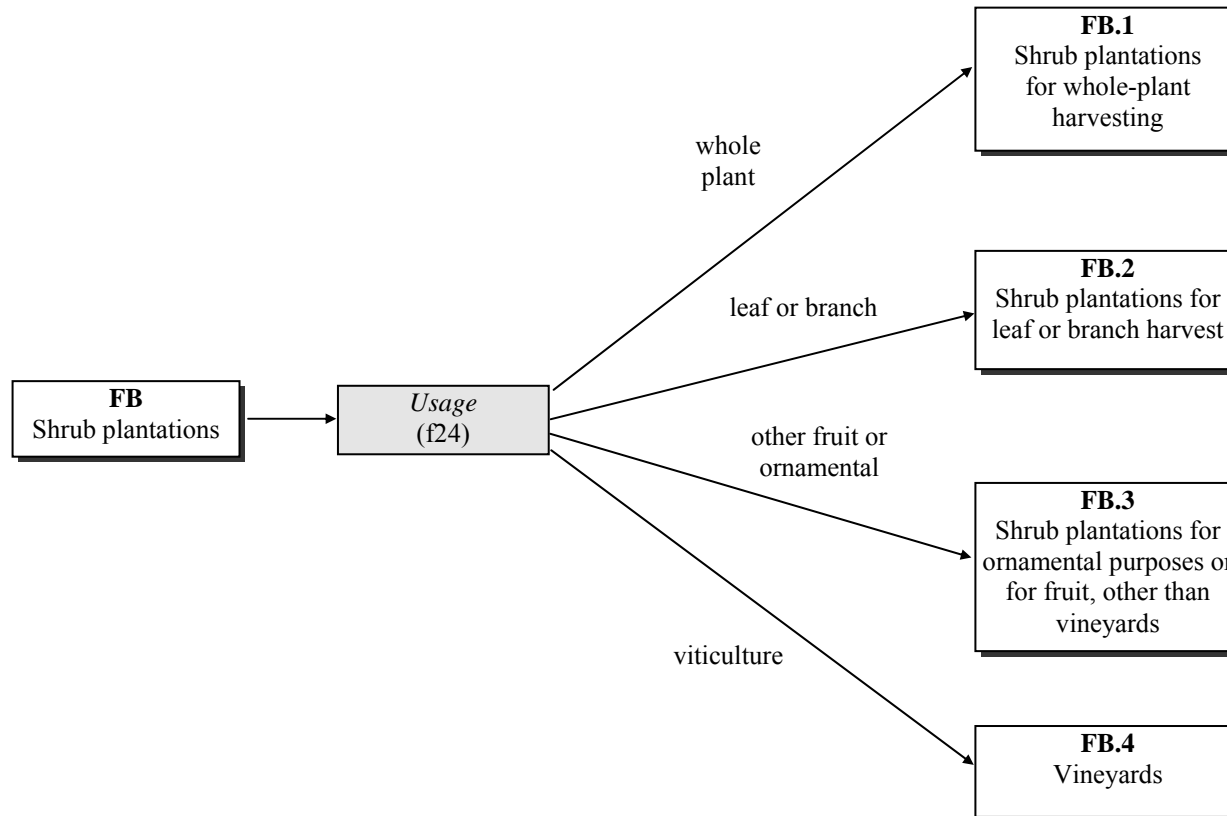 FB
Shrub plantations
Usage
(f24)
whole
plant
leaf or branch
other fruit or
ornamental
viticulture
FB.1
Shrub plantations
for whole-plant
harvesting
FB.2
Shrub plantations for
leaf or branch harvest
FB.3
Shrub plantations for
ornamental purposes or
for fruit, other than
vineyards
FB.4
Vineyards